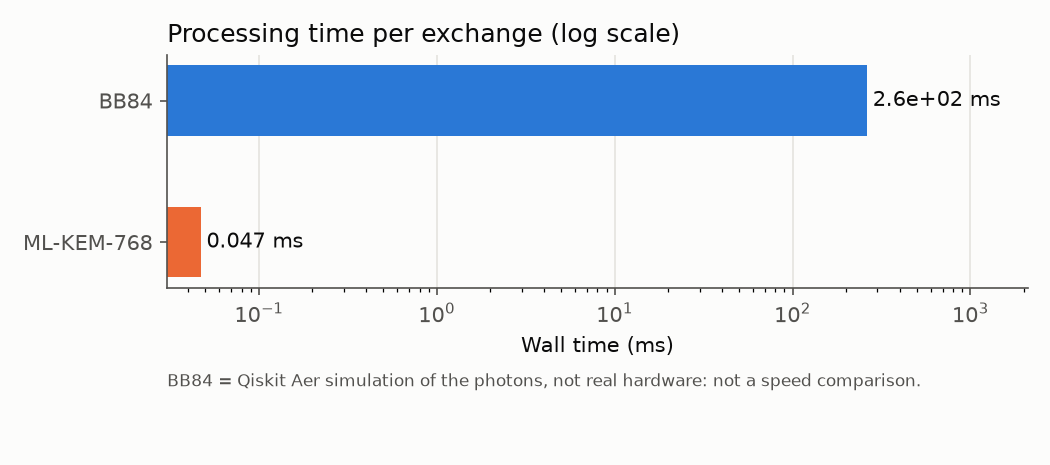 Processing time per exchange (log scale)
BB84
2.6e+02 ms
ML-KEM-768
0.047 ms
10⁻¹ 10⁰ 10¹ 10² 10³
Wall time (ms)
BB84 = Qiskit Aer simulation of the photons, not real hardware: not a speed comparison.